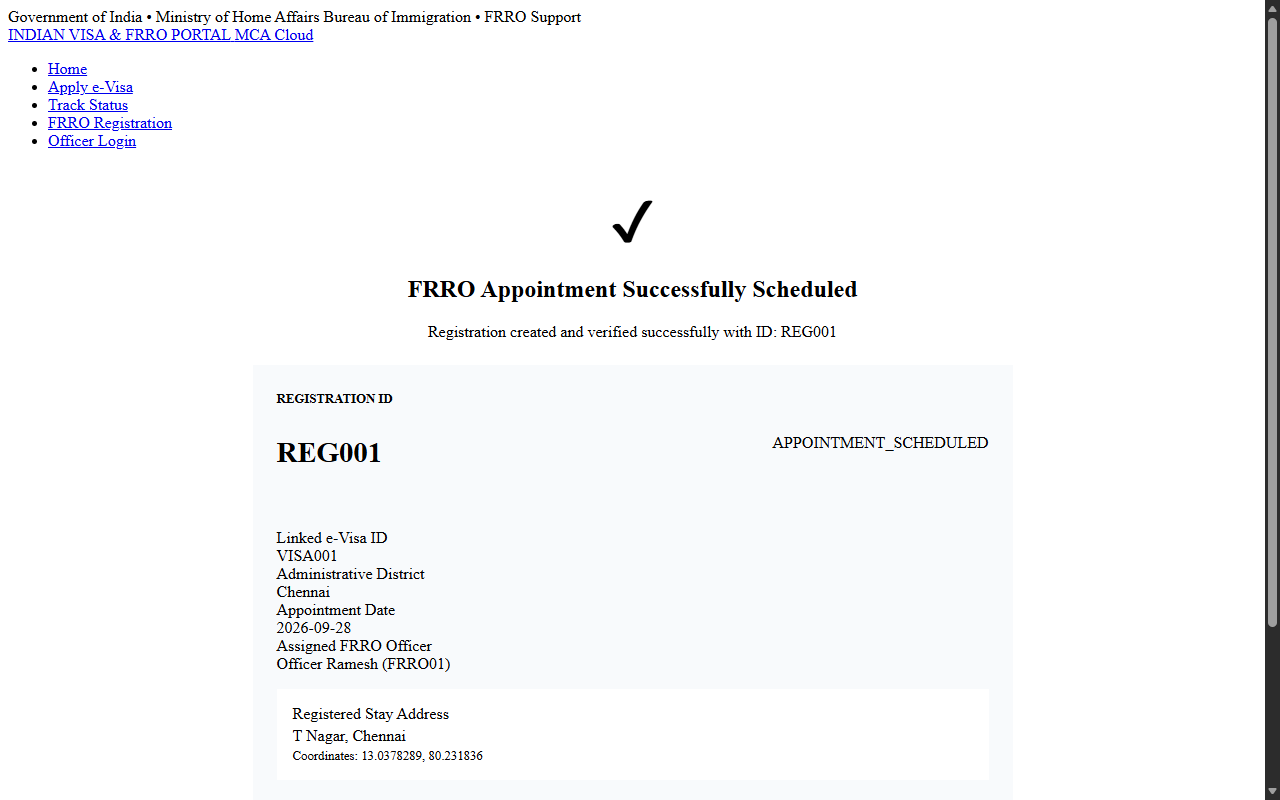 Government of India • Ministry of Home Affairs Bureau of Immigration • FRRO Support
INDIAN VISA & FRRO PORTAL MCA Cloud
Home
Apply e-Visa
Track Status
FRRO Registration
Officer Login
✓
FRRO Appointment Successfully Scheduled
Registration created and verified successfully with ID: REG001
REGISTRATION ID
REG001
APPOINTMENT_SCHEDULED
Linked e-Visa ID
VISA001
Administrative District
Chennai
Appointment Date
2026-09-28
Assigned FRRO Officer
Officer Ramesh (FRRO01)
Registered Stay Address
T Nagar, Chennai
Coordinates: 13.0378289, 80.231836